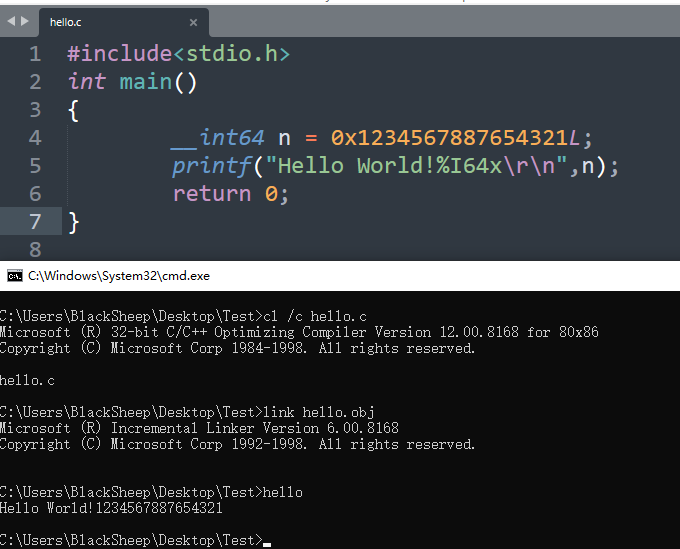 hello.c
1 #include<stdio.h>
2 int main()
3 {
4 __int64 n = 0x1234567887654321L;
5 printf("Hello World!%I64x\r\n",n);
6 return 0;
7 }
8
C:\Windows\System32\cmd.exe
C:\Users\BlackSheep\Desktop\Test>cl /c hello.c
Microsoft (R) 32-bit C/C++ Optimizing Compiler Version 12.00.8168 for 80x86
Copyright (C) Microsoft Corp 1984-1998. All rights reserved.
hello.c
C:\Users\BlackSheep\Desktop\Test>link hello.obj
Microsoft (R) Incremental Linker Version 6.00.8168
Copyright (C) Microsoft Corp 1992-1998. All rights reserved.
C:\Users\BlackSheep\Desktop\Test>hello
Hello World!1234567887654321
C:\Users\BlackSheep\Desktop\Test>